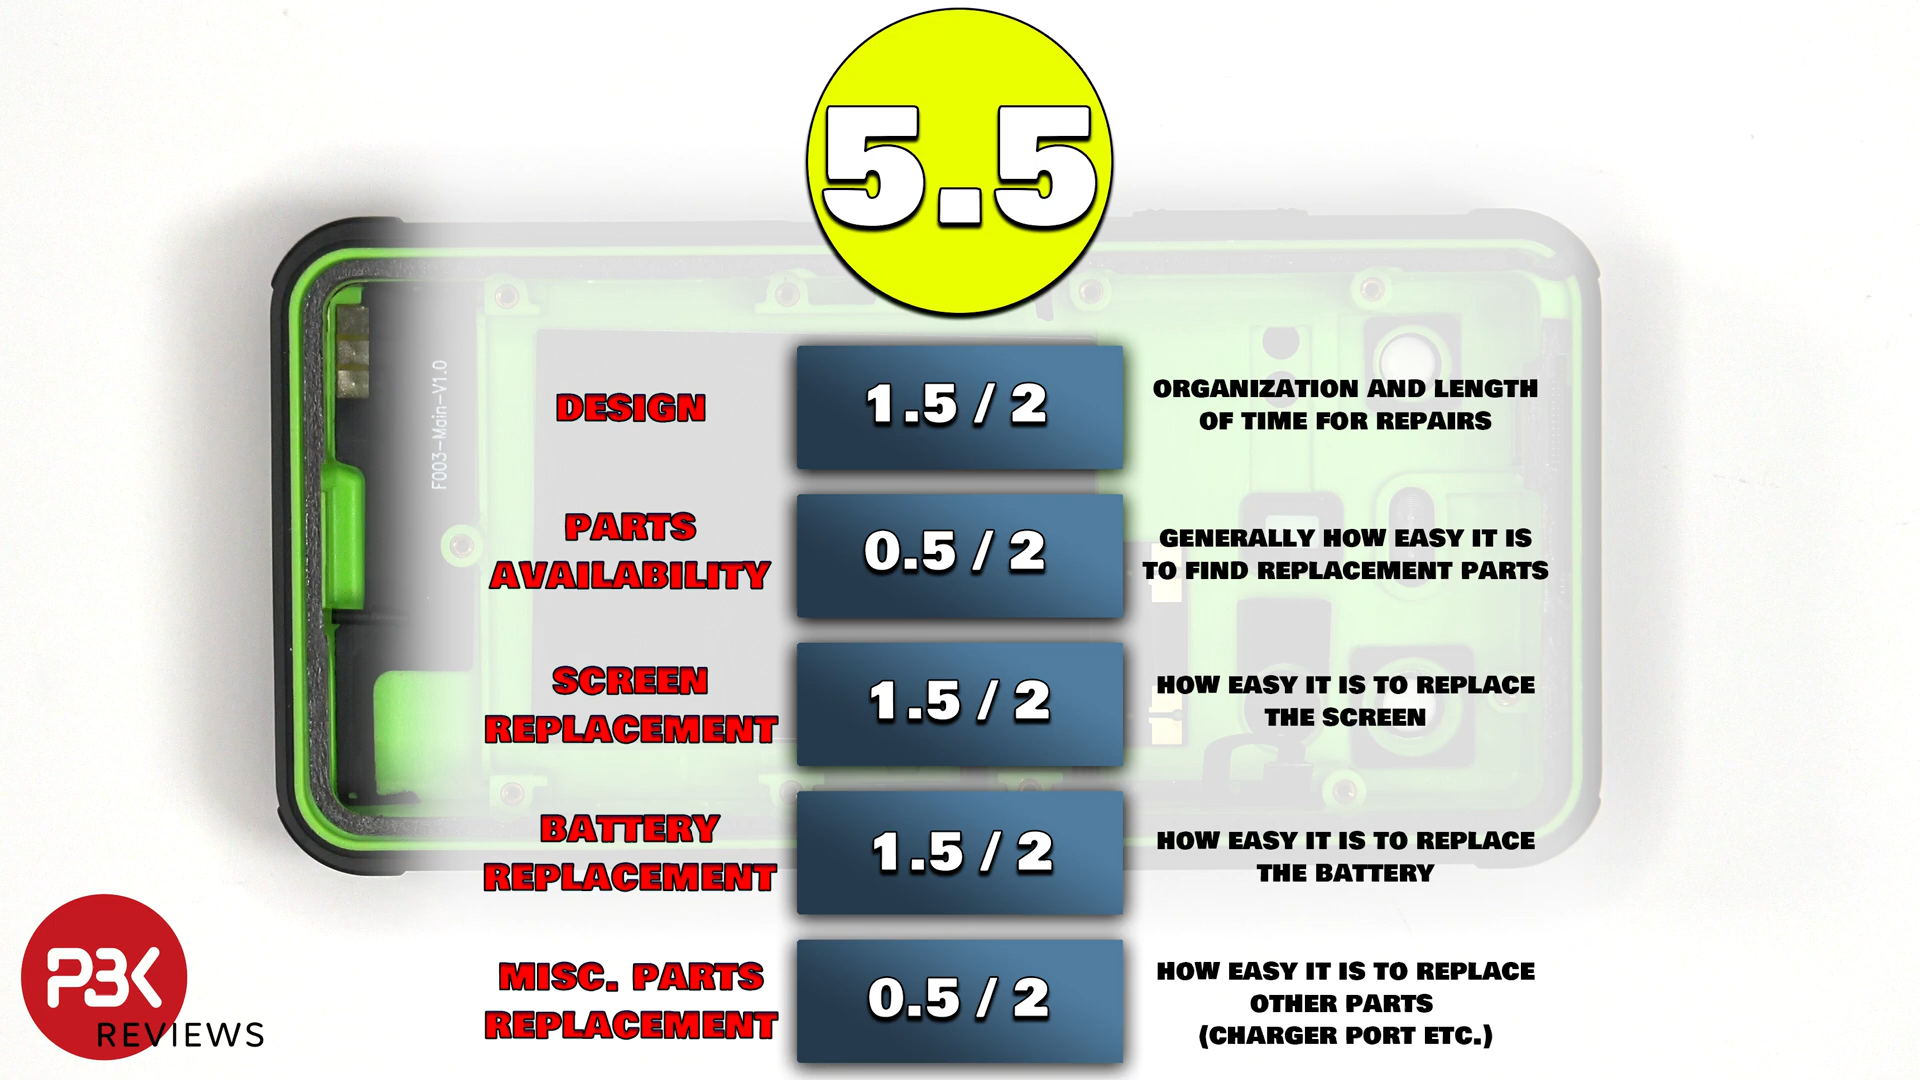 5.5
DESIGN
1.5 / 2
ORGANIZATION AND LENGTH
OF TIME FOR REPAIRS
F003-Main-V1.0
PARTS
AVAILABILITY
0.5 / 2
GENERALLY HOW EASY IT IS
TO FIND REPLACEMENT PARTS
SCREEN
REPLACEMENT
1.5 / 2
HOW EASY IT IS TO REPLACE
THE SCREEN
BATTERY
REPLACEMENT
1.5 / 2
HOW EASY IT IS TO REPLACE
THE BATTERY
MISC. PARTS
REPLACEMENT
0.5 / 2
HOW EASY IT IS TO REPLACE
OTHER PARTS
(CHARGER PORT ETC.)
PBK
REVIEWS